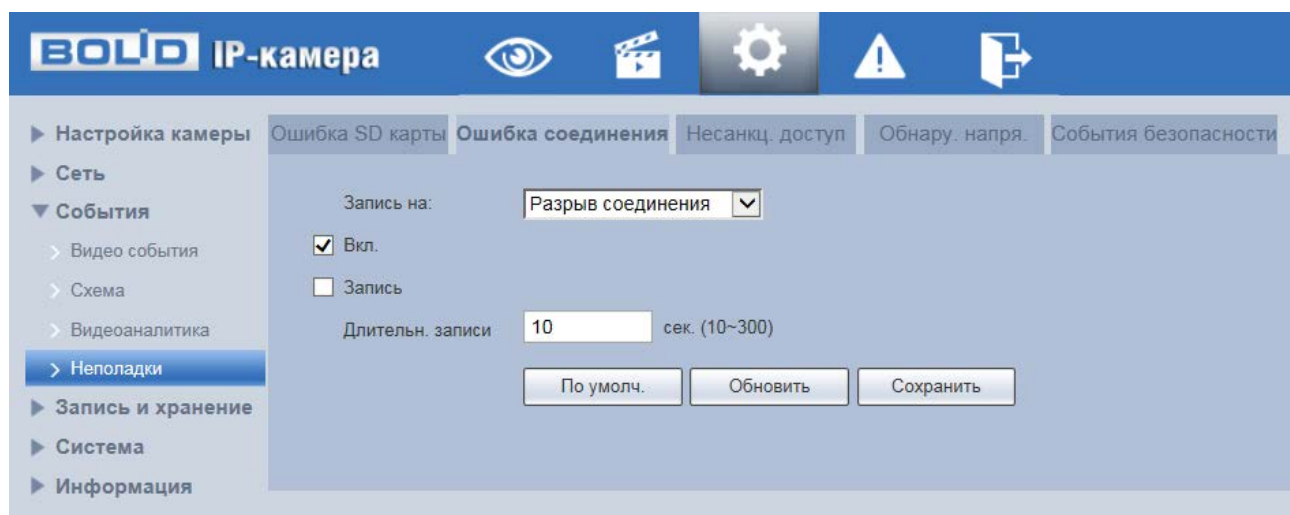 BOLID IP-камера
Настройка камеры
Сеть
События
Видео события
Схема
Видеоаналитика
Неполадки
Запись и хранение
Система
Информация
Ошибка SD карты Ошибка соединения Несанкц. доступ Обнару. напря. События безопасности
Запись на: Разрыв соединения
Вкл.
Запись
Длительн. записи 10 сек. (10~300)
По умолч. Обновить Сохранить